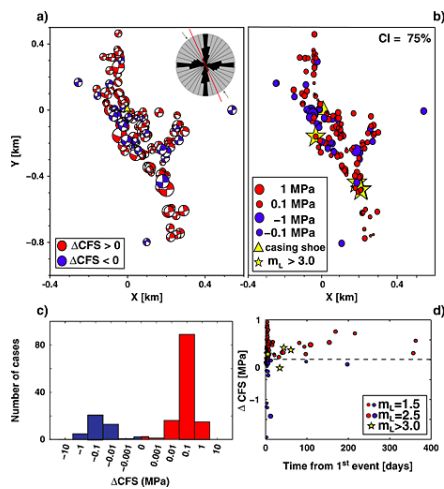 a)
b)
CI = 75%
0.4
0
-0.4
-0.8
Y [km]
ΔCFS > 0
ΔCFS < 0
1 MPa
0.1 MPa
-1 MPa
-0.1 MPa
casing shoe
mL > 3.0
-0.4 0 0.4
X [km]
-0.4 0 0.4
X [km]
c)
d)
80
40
0
Number of cases
-10
-1
-0.1
-0.01
-0.001
0
0.001
0.01
0.1
1
10
ΔCFS (MPa)
1
-1
Δ CFS [MPa]
mL=1.5
mL=2.5
mL>3.0
0 100 200 300 400
Time from 1st event [days]